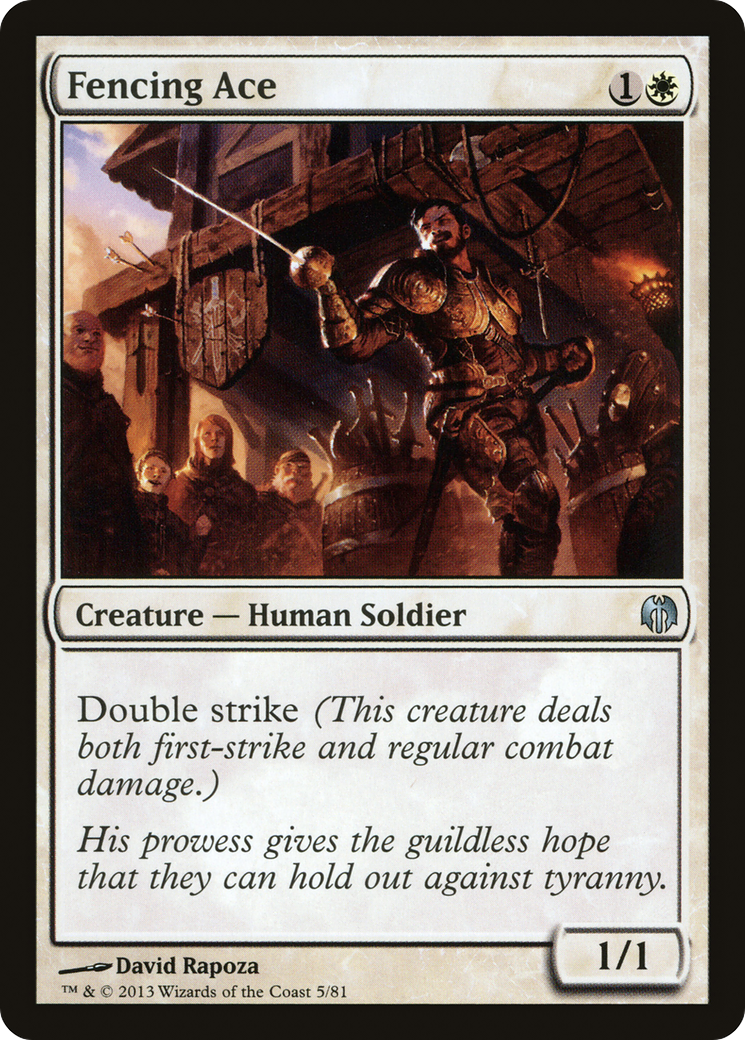 Fencing Ace 1
Creature — Human Soldier
Double strike (This creature deals
both first-strike and regular combat
damage.)
His prowess gives the guildless hope
that they can hold out against tyranny.
1/1
David Rapoza
™ & © 2013 Wizards of the Coast 5/81